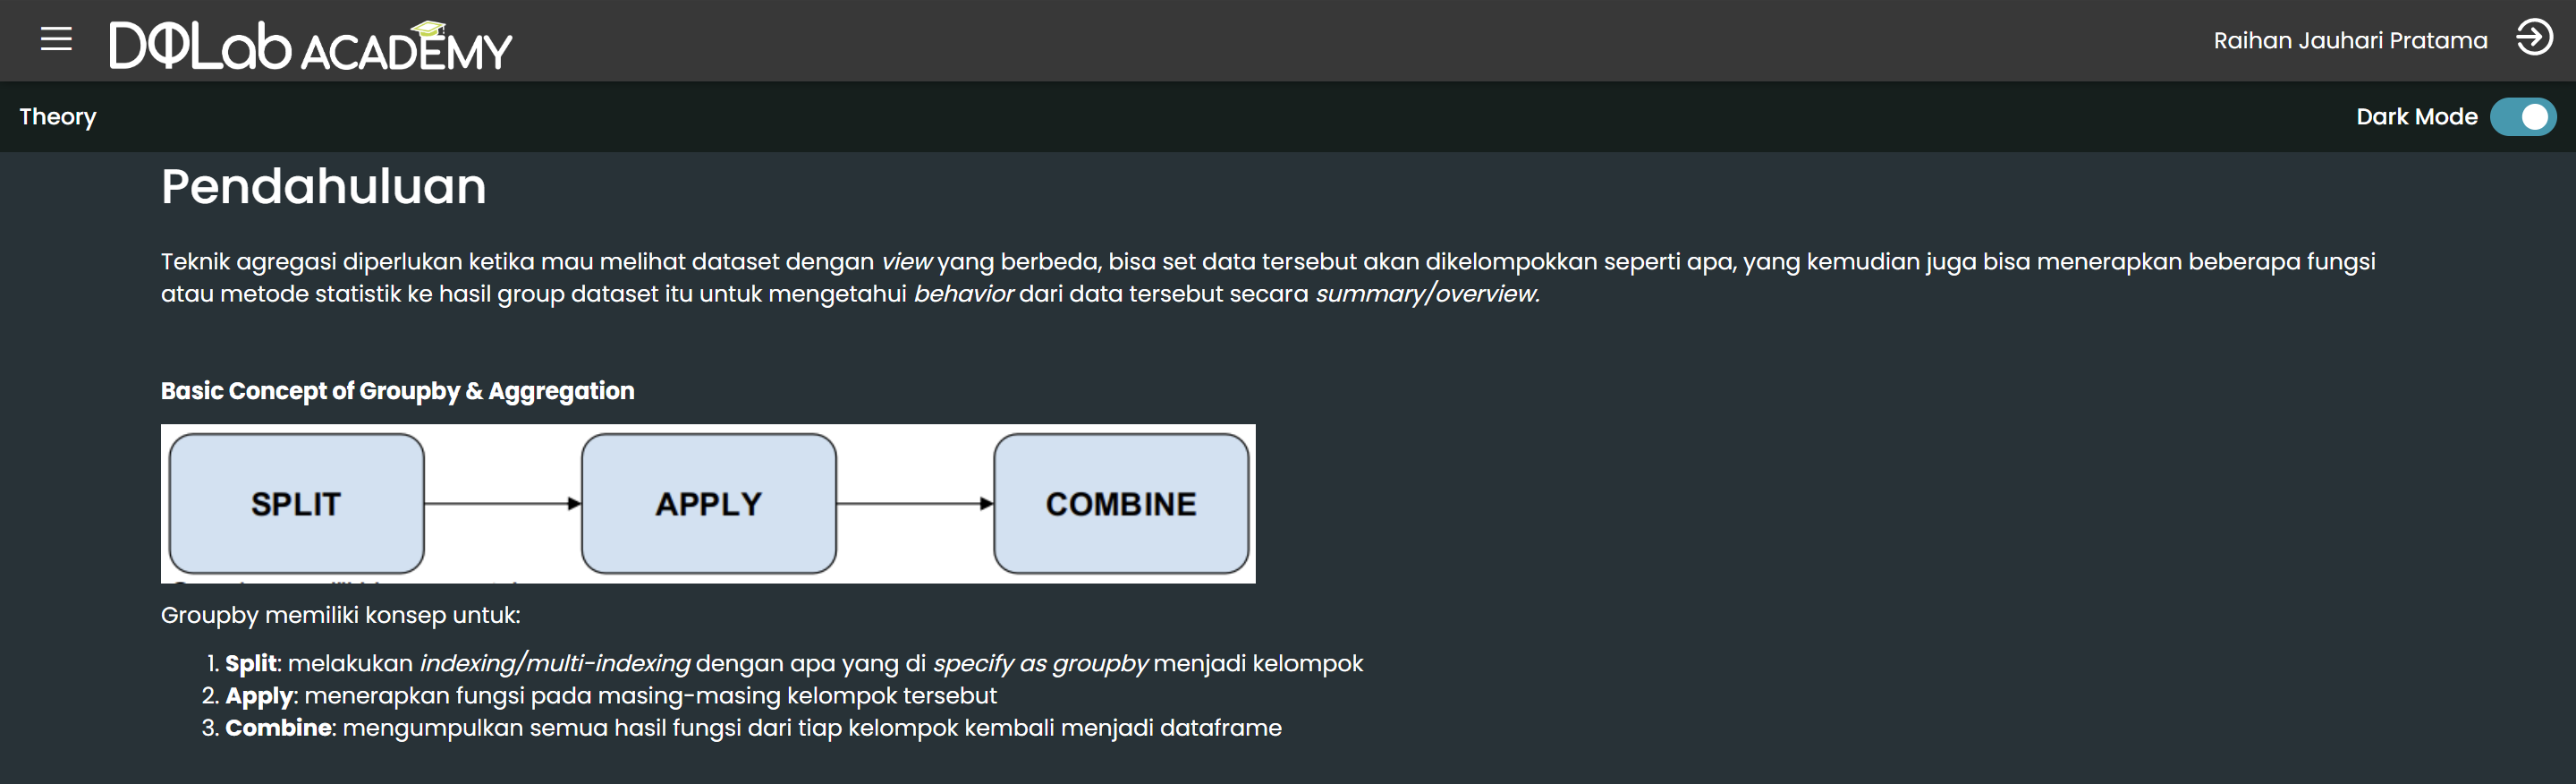 DQLab ACADEMY
Raihan Jauhari Pratama
Theory
Dark Mode
Pendahuluan
Teknik agregasi diperlukan ketika mau melihat dataset dengan view yang berbeda, bisa set data tersebut akan dikelompokkan seperti apa, yang kemudian juga bisa menerapkan beberapa fungsi
atau metode statistik ke hasil group dataset itu untuk mengetahui behavior dari data tersebut secara summary/overview.
Basic Concept of Groupby & Aggregation
SPLIT
APPLY
COMBINE
Groupby memiliki konsep untuk:
1. Split: melakukan indexing/multi-indexing dengan apa yang di specify as groupby menjadi kelompok
2. Apply: menerapkan fungsi pada masing-masing kelompok tersebut
3. Combine: mengumpulkan semua hasil fungsi dari tiap kelompok kembali menjadi dataframe